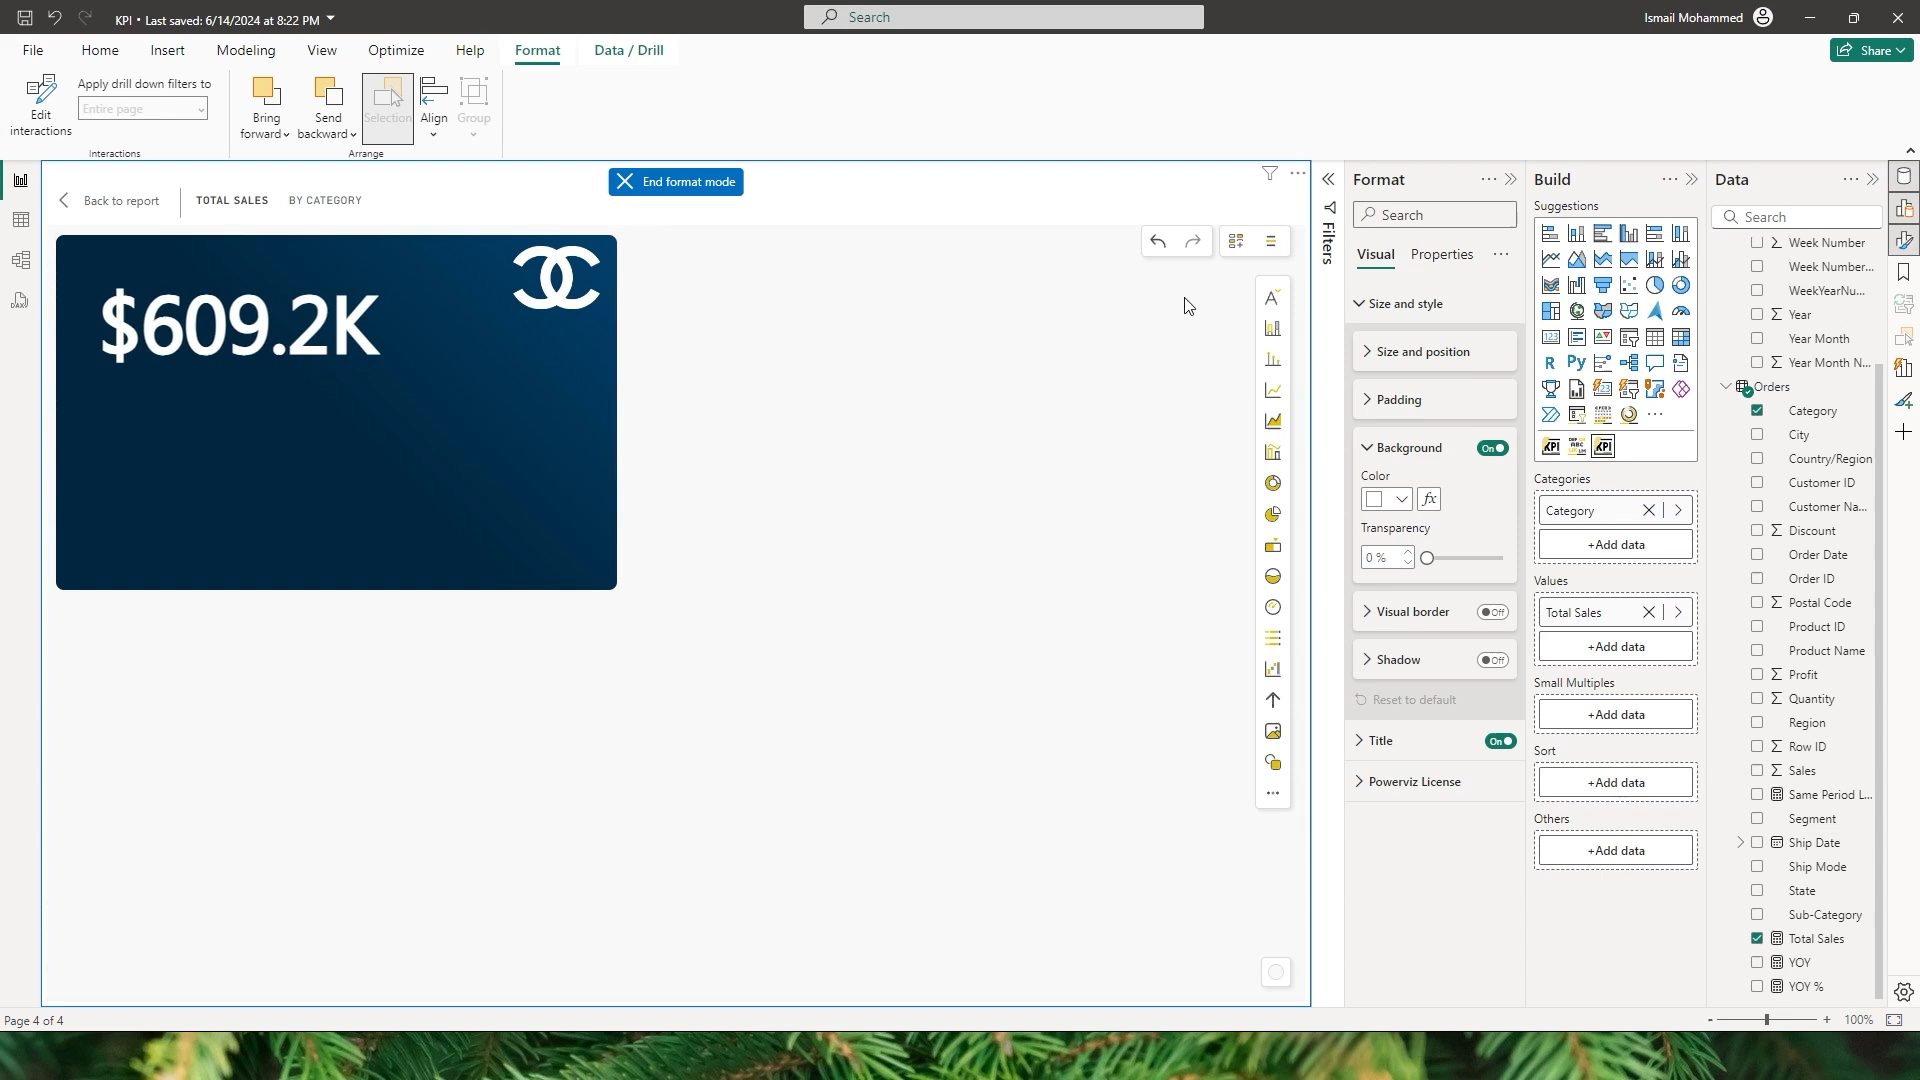 KPI • Last saved: 6/14/2024 at 8:22 PM
Search
Ismail Mohammed
File
Home
Insert
Modeling
View
Optimize
Help
Format
Data / Drill
Share
Edit
interactions
Apply drill down filters to
Entire page
Interactions
Bring
forward
Send
backward
Selection
Align
Group
Arrange
End format mode
Back to report
TOTAL SALES
BY CATEGORY
$609.2K
Filters
Format
Search
Visual
Properties
Size and style
Size and position
Padding
Background
On
Color
fx
Transparency
0 %
Visual border
Off
Shadow
Off
Reset to default
Title
On
Powerviz License
Build
Suggestions
R
Py
123
KPI
KPI
Categories
Category
+Add data
Values
Total Sales
+Add data
Small Multiples
+Add data
Sort
+Add data
Others
+Add data
Data
Search
Week Number
Week Number...
WeekYearNu...
Year
Year Month
Year Month N...
Orders
Category
City
Country/Region
Customer ID
Customer Na...
Discount
Order Date
Order ID
Postal Code
Product ID
Product Name
Profit
Quantity
Region
Row ID
Sales
Same Period L...
Segment
Ship Date
Ship Mode
State
Sub-Category
Total Sales
YOY
YOY %
DAX
Page 4 of 4
100%